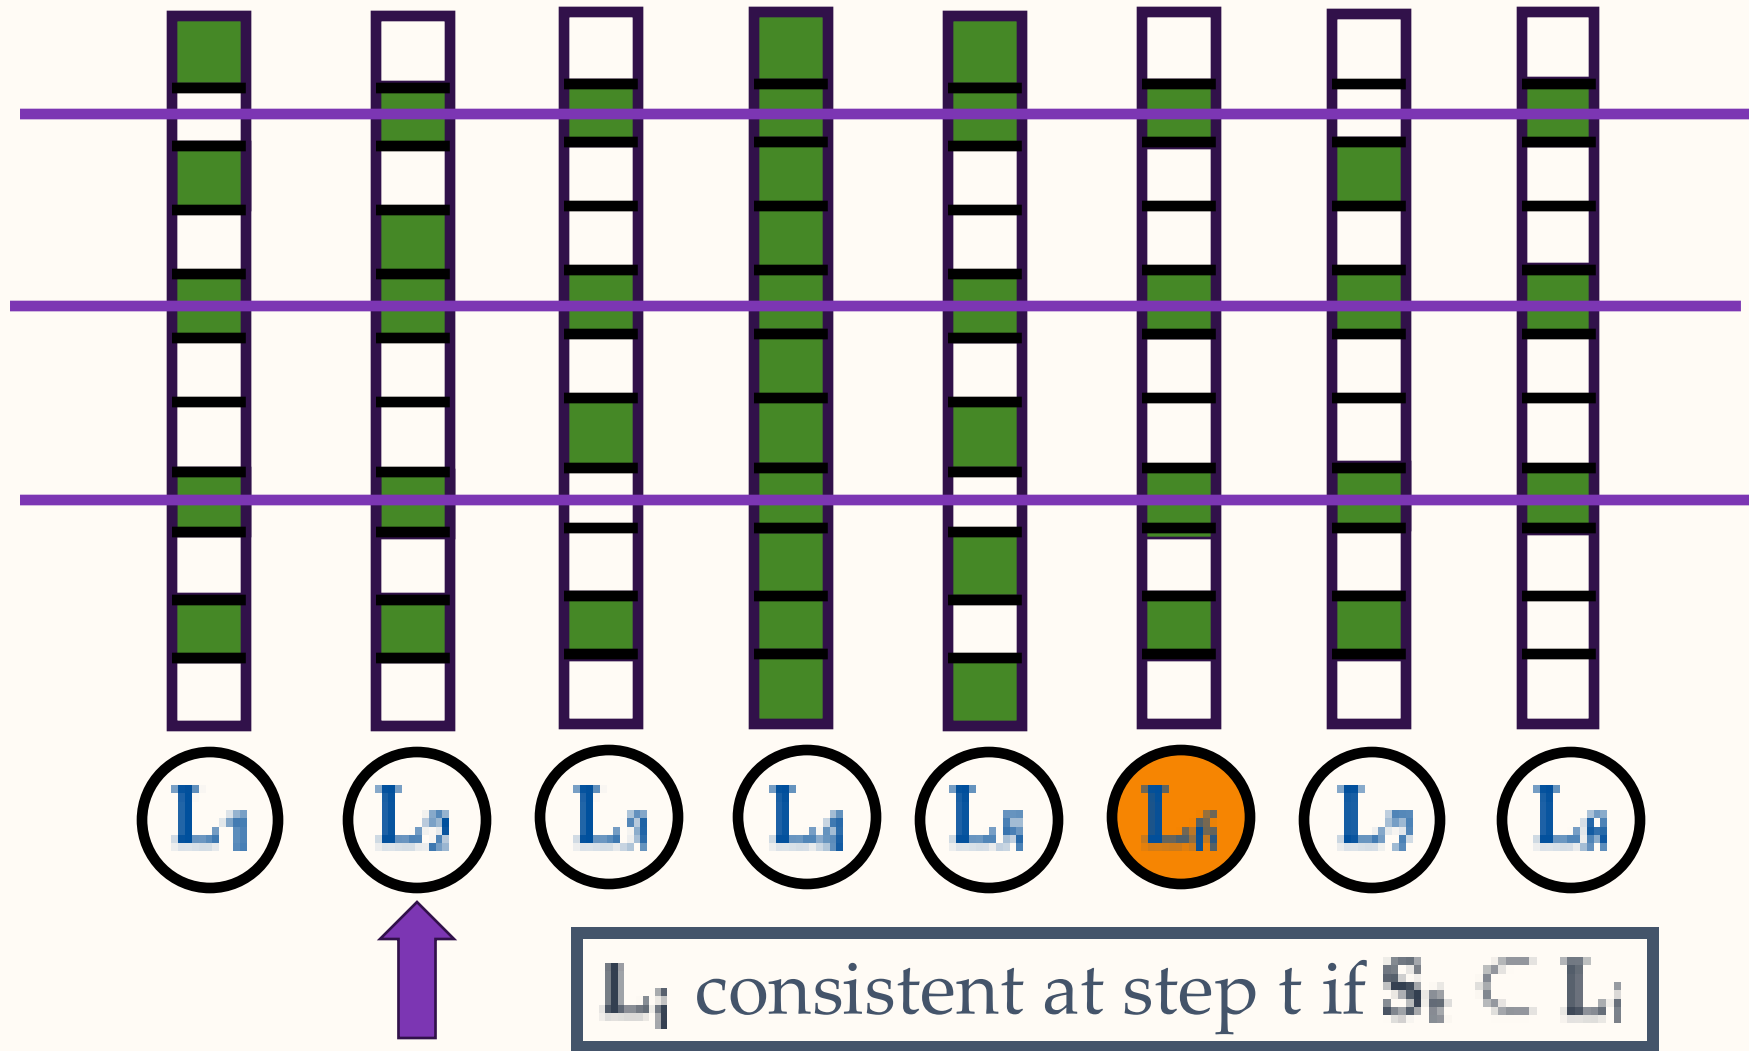 L₁ L₂ L₃ L₄ L₅ L₆ L₇ L₈
Lᵢ consistent at step t if Sₜ ⊂ Lᵢ